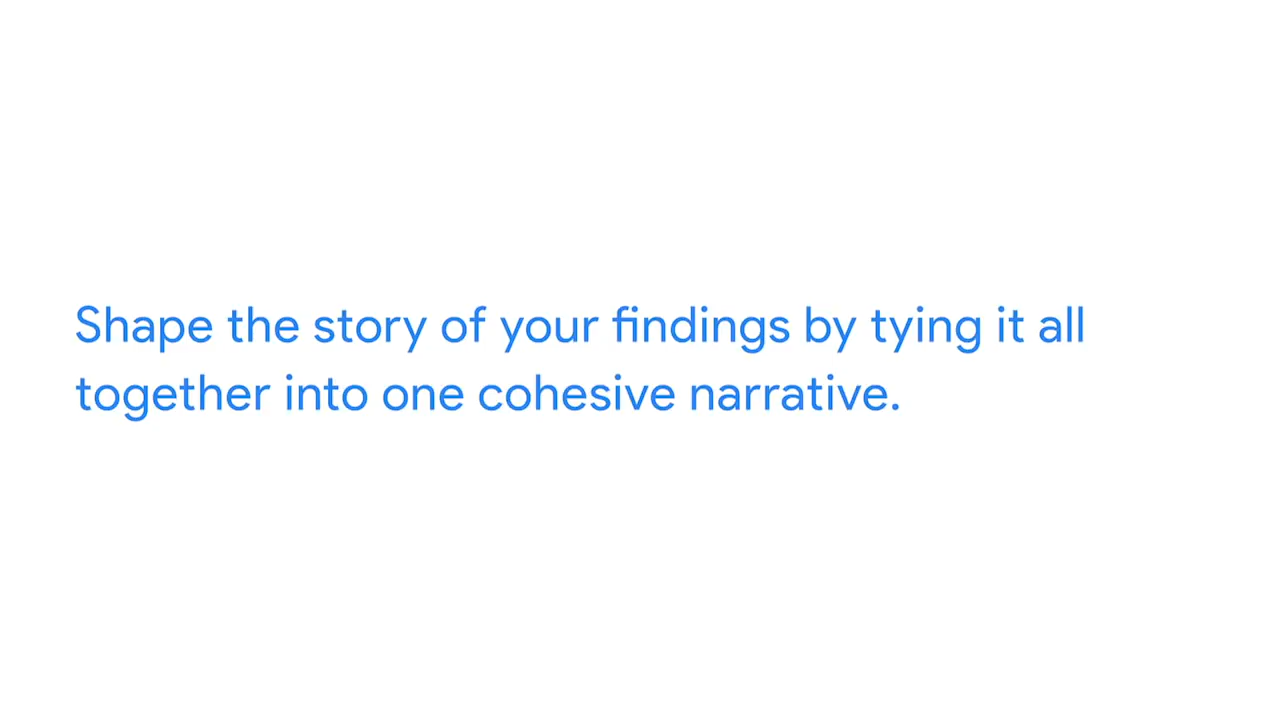 Shape the story of your findings by tying it all
together into one cohesive narrative.